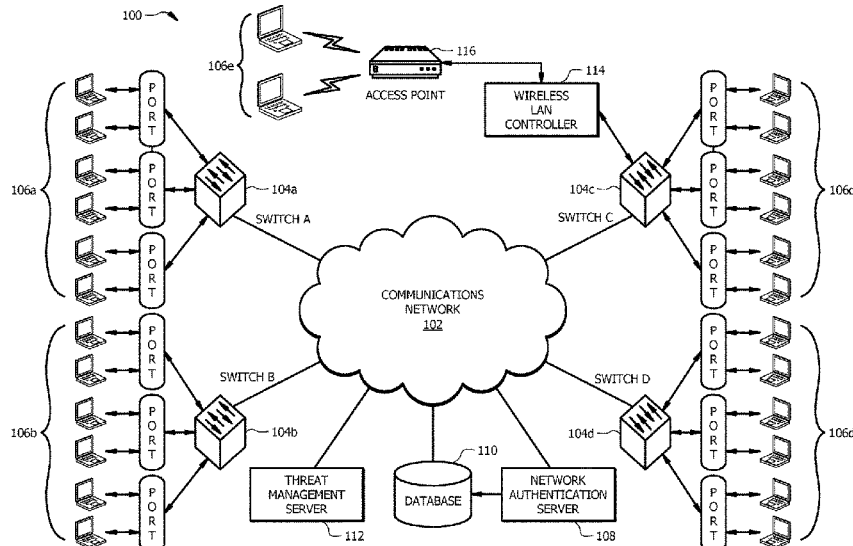 100
106e
116
ACCESS POINT
114
WIRELESS
LAN
CONTROLLER
106a
PORT
PORT
PORT
104a
SWITCH A
104c
SWITCH C
PORT
PORT
PORT
106c
COMMUNICATIONS
NETWORK
102
106b
PORT
PORT
PORT
SWITCH B
104b
SWITCH D
104d
PORT
PORT
PORT
106d
THREAT
MANAGEMENT
SERVER
112
110
DATABASE
NETWORK
AUTHENTICATION
SERVER
108